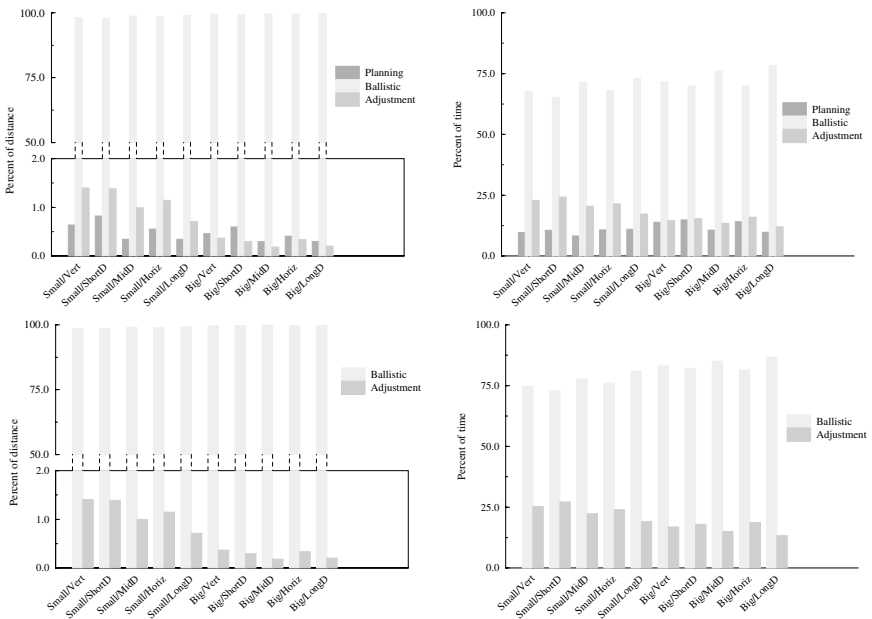 100.0
75.0
50.0
2.0
1.0
0.0
Percent of distance
Planning
Ballistic
Adjustment
Small/Vert
Small/ShortD
Small/MidD
Small/Horiz
Small/LongD
Big/Vert
Big/ShortD
Big/MidD
Big/Horiz
Big/LongD
100.0
75.0
50.0
25.0
0.0
Percent of time
Planning
Ballistic
Adjustment
Small/Vert
Small/ShortD
Small/MidD
Small/Horiz
Small/LongD
Big/Vert
Big/ShortD
Big/MidD
Big/Horiz
Big/LongD
100.0
75.0
50.0
2.0
1.0
0.0
Percent of distance
Ballistic
Adjustment
Small/Vert
Small/ShortD
Small/MidD
Small/Horiz
Small/LongD
Big/Vert
Big/ShortD
Big/MidD
Big/Horiz
Big/LongD
100.0
75.0
50.0
25.0
0.0
Percent of time
Ballistic
Adjustment
Small/Vert
Small/ShortD
Small/MidD
Small/Horiz
Small/LongD
Big/Vert
Big/ShortD
Big/MidD
Big/Horiz
Big/LongD